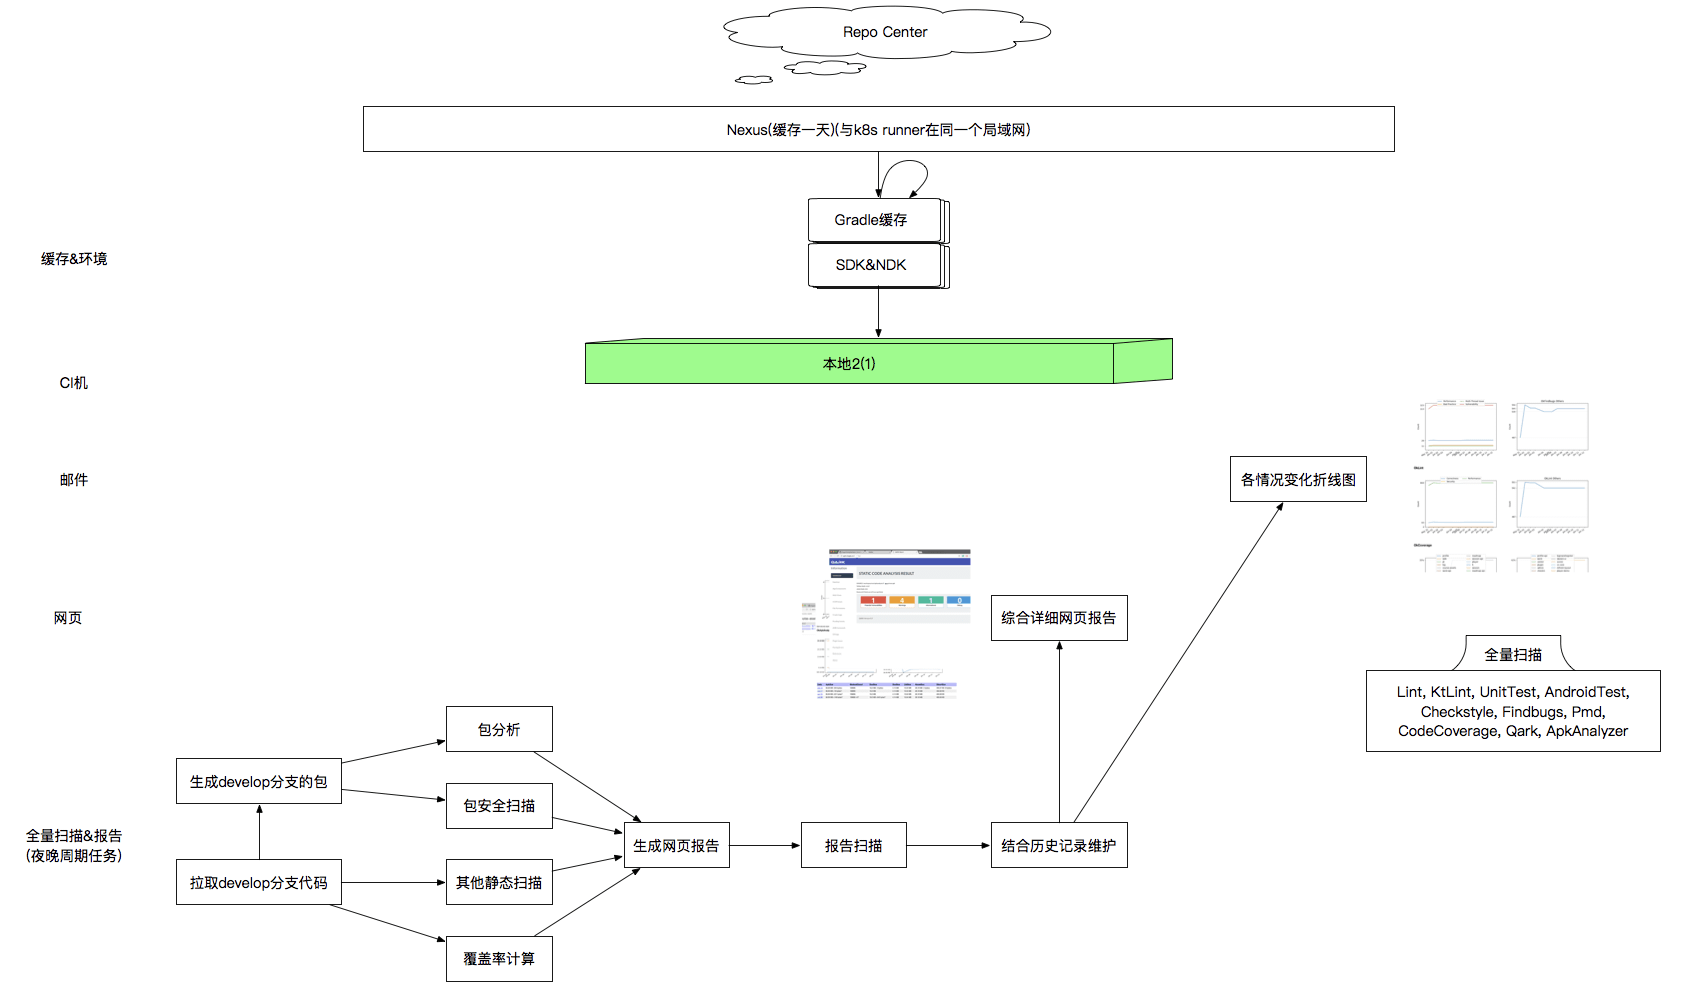 Repo Center
Nexus(缓存一天)(与k8s runner在同一个局域网)
Gradle缓存
缓存&环境
SDK&NDK
本地2(1)
CI机
邮件
各情况变化折线图
STATIC CODE ANALYSIS RESULT
1
4
1
0
网页
综合详细网页报告
全量扫描
Lint, KtLint, UnitTest, AndroidTest,
Checkstyle, Findbugs, Pmd,
CodeCoverage, Qark, ApkAnalyzer
包分析
生成develop分支的包
包安全扫描
全量扫描&报告
(夜晚周期任务)
生成网页报告
报告扫描
结合历史记录维护
拉取develop分支代码
其他静态扫描
覆盖率计算